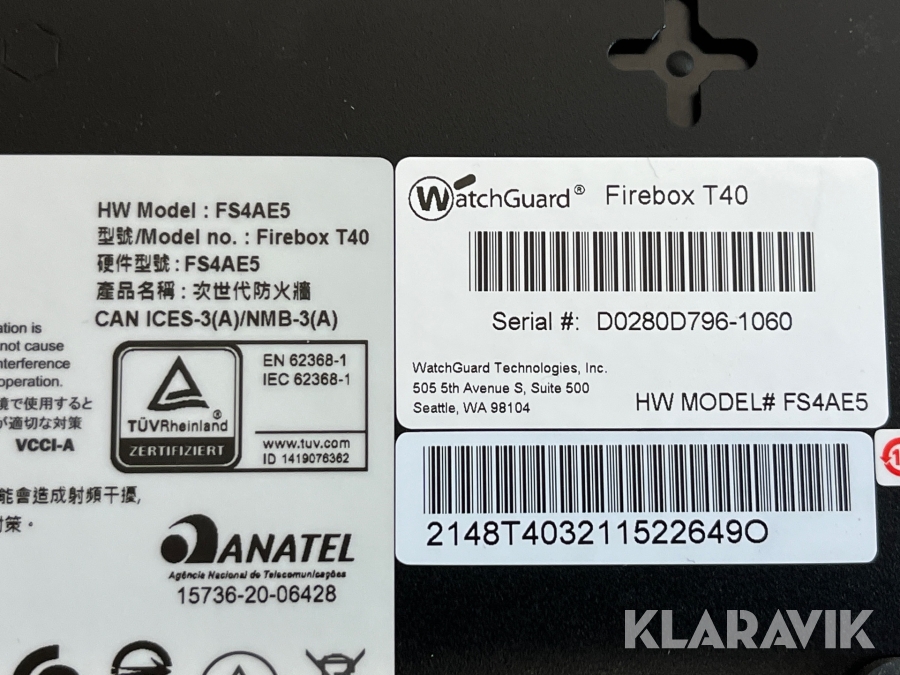 HW Model : FS4AE5
型號/Model no. : Firebox T40
硬件型號 : FS4AE5
產品名稱 : 次世代防火牆
CAN ICES-3(A)/NMB-3(A)
ation is
not cause
nterference
operation.
境で使用すると
が適切な対策
VCCI-A
TÜVRheinland®
ZERTIFIZIERT
EN 62368-1
IEC 62368-1
www.tuv.com
ID 1419076362
能會造成射頻干擾,
對策。
ANATEL
Agência Nacional de Telecomunicações
15736-20-06428
WatchGuard® Firebox T40
Serial #: D0280D796-1060
WatchGuard Technologies, Inc.
505 5th Avenue S, Suite 500
Seattle, WA 98104
HW MODEL# FS4AE5
2148T403211522649O
KLARAVIK